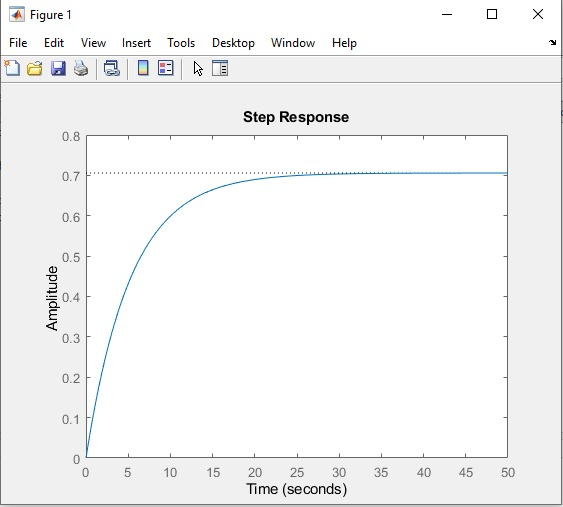 Figure 1
File Edit View Insert Tools Desktop Window Help
Step Response
0.8
0.7
0.6
0.5
0.4
0.3
0.2
0.1
0
Amplitude
0 5 10 15 20 25 30 35 40 45 50
Time (seconds)